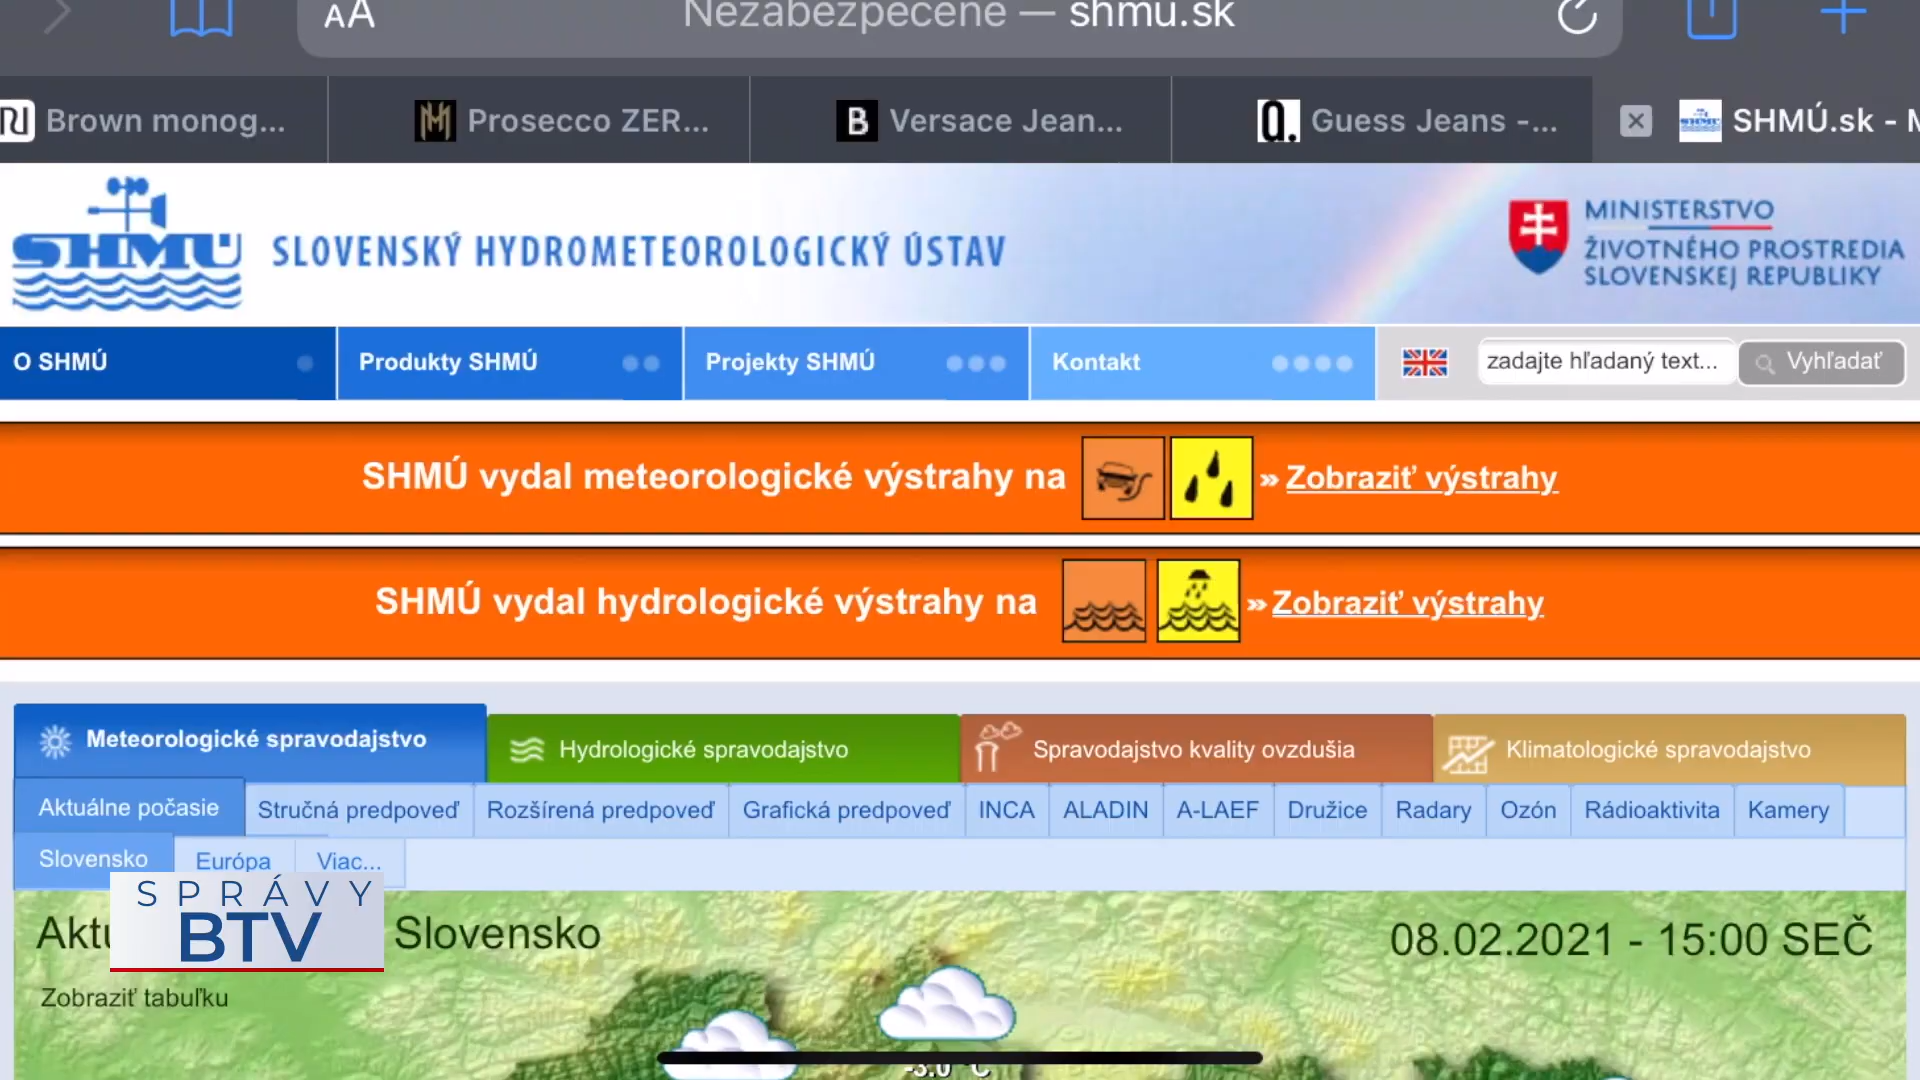 AA
Nezabezpečené — shmu.sk
Brown monog...
Prosecco ZER...
B
Versace Jean...
Guess Jeans -...
SHMÚ.sk - M
SHMÚ
SLOVENSKÝ HYDROMETEOROLOGICKÝ ÚSTAV
MINISTERSTVO
ŽIVOTNÉHO PROSTREDIA
SLOVENSKEJ REPUBLIKY
O SHMÚ
Produkty SHMÚ
Projekty SHMÚ
Kontakt
zadajte hľadaný text...
Vyhľadať
SHMÚ vydal meteorologické výstrahy na » Zobraziť výstrahy
SHMÚ vydal hydrologické výstrahy na » Zobraziť výstrahy
Meteorologické spravodajstvo
Hydrologické spravodajstvo
Spravodajstvo kvality ovzdušia
Klimatologické spravodajstvo
Aktuálne počasie
Stručná predpoveď
Rozšírená predpoveď
Grafická predpoveď
INCA
ALADIN
A-LAEF
Družice
Radary
Ozón
Rádioaktivita
Kamery
Slovensko
Európa
Viac...
SPRÁVY
BTV
Aktu
Slovensko
08.02.2021 - 15:00 SEČ
Zobraziť tabuľku
-3.0 °C